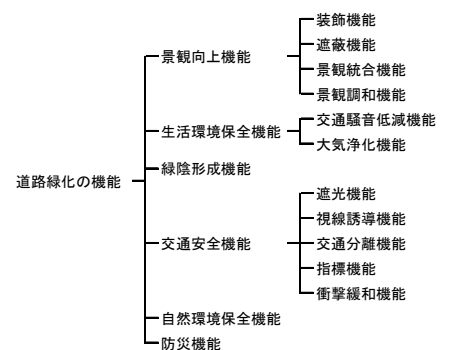 道路緑化の機能
景観向上機能
装飾機能
遮蔽機能
景観統合機能
景観調和機能
生活環境保全機能
交通騒音低減機能
大気浄化機能
緑陰形成機能
交通安全機能
遮光機能
視線誘導機能
交通分離機能
指標機能
衝撃緩和機能
自然環境保全機能
防災機能